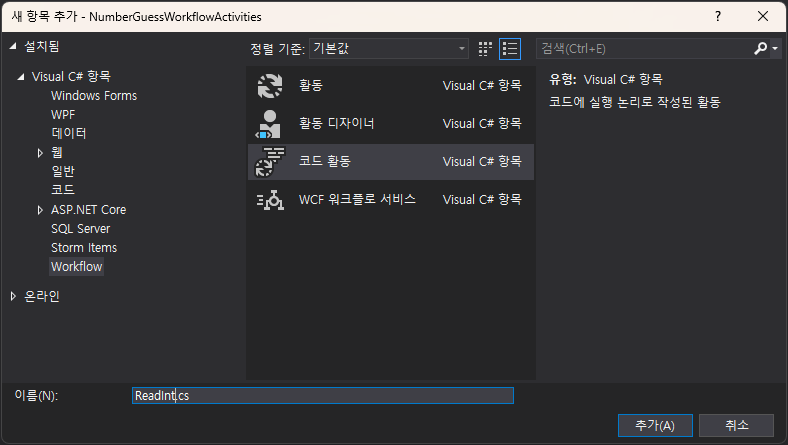 새 항목 추가 - NumberGuessWorkflowActivities
설치됨
Visual C# 항목
Windows Forms
WPF
데이터
웹
일반
코드
ASP.NET Core
SQL Server
Storm Items
Workflow
온라인
정렬 기준: 기본값
활동 Visual C# 항목
활동 디자이너 Visual C# 항목
코드 활동 Visual C# 항목
WCF 워크플로 서비스 Visual C# 항목
검색(Ctrl+E)
유형: Visual C# 항목
코드에 실행 논리로 작성된 활동
이름(N): ReadInt.cs
추가(A) 취소